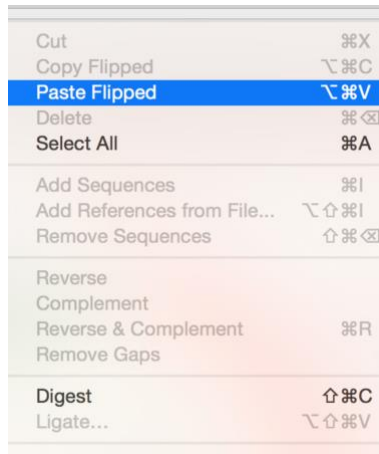 Cut ⌘X
Copy Flipped ⌥⌘C
Paste Flipped ⌥⌘V
Delete ⌘⌫
Select All ⌘A
Add Sequences ⌘I
Add References from File... ⌥⇧⌘I
Remove Sequences ⇧⌘⌫
Reverse
Complement
Reverse & Complement ⌘R
Remove Gaps
Digest ⇧⌘C
Ligate... ⌥⇧⌘V